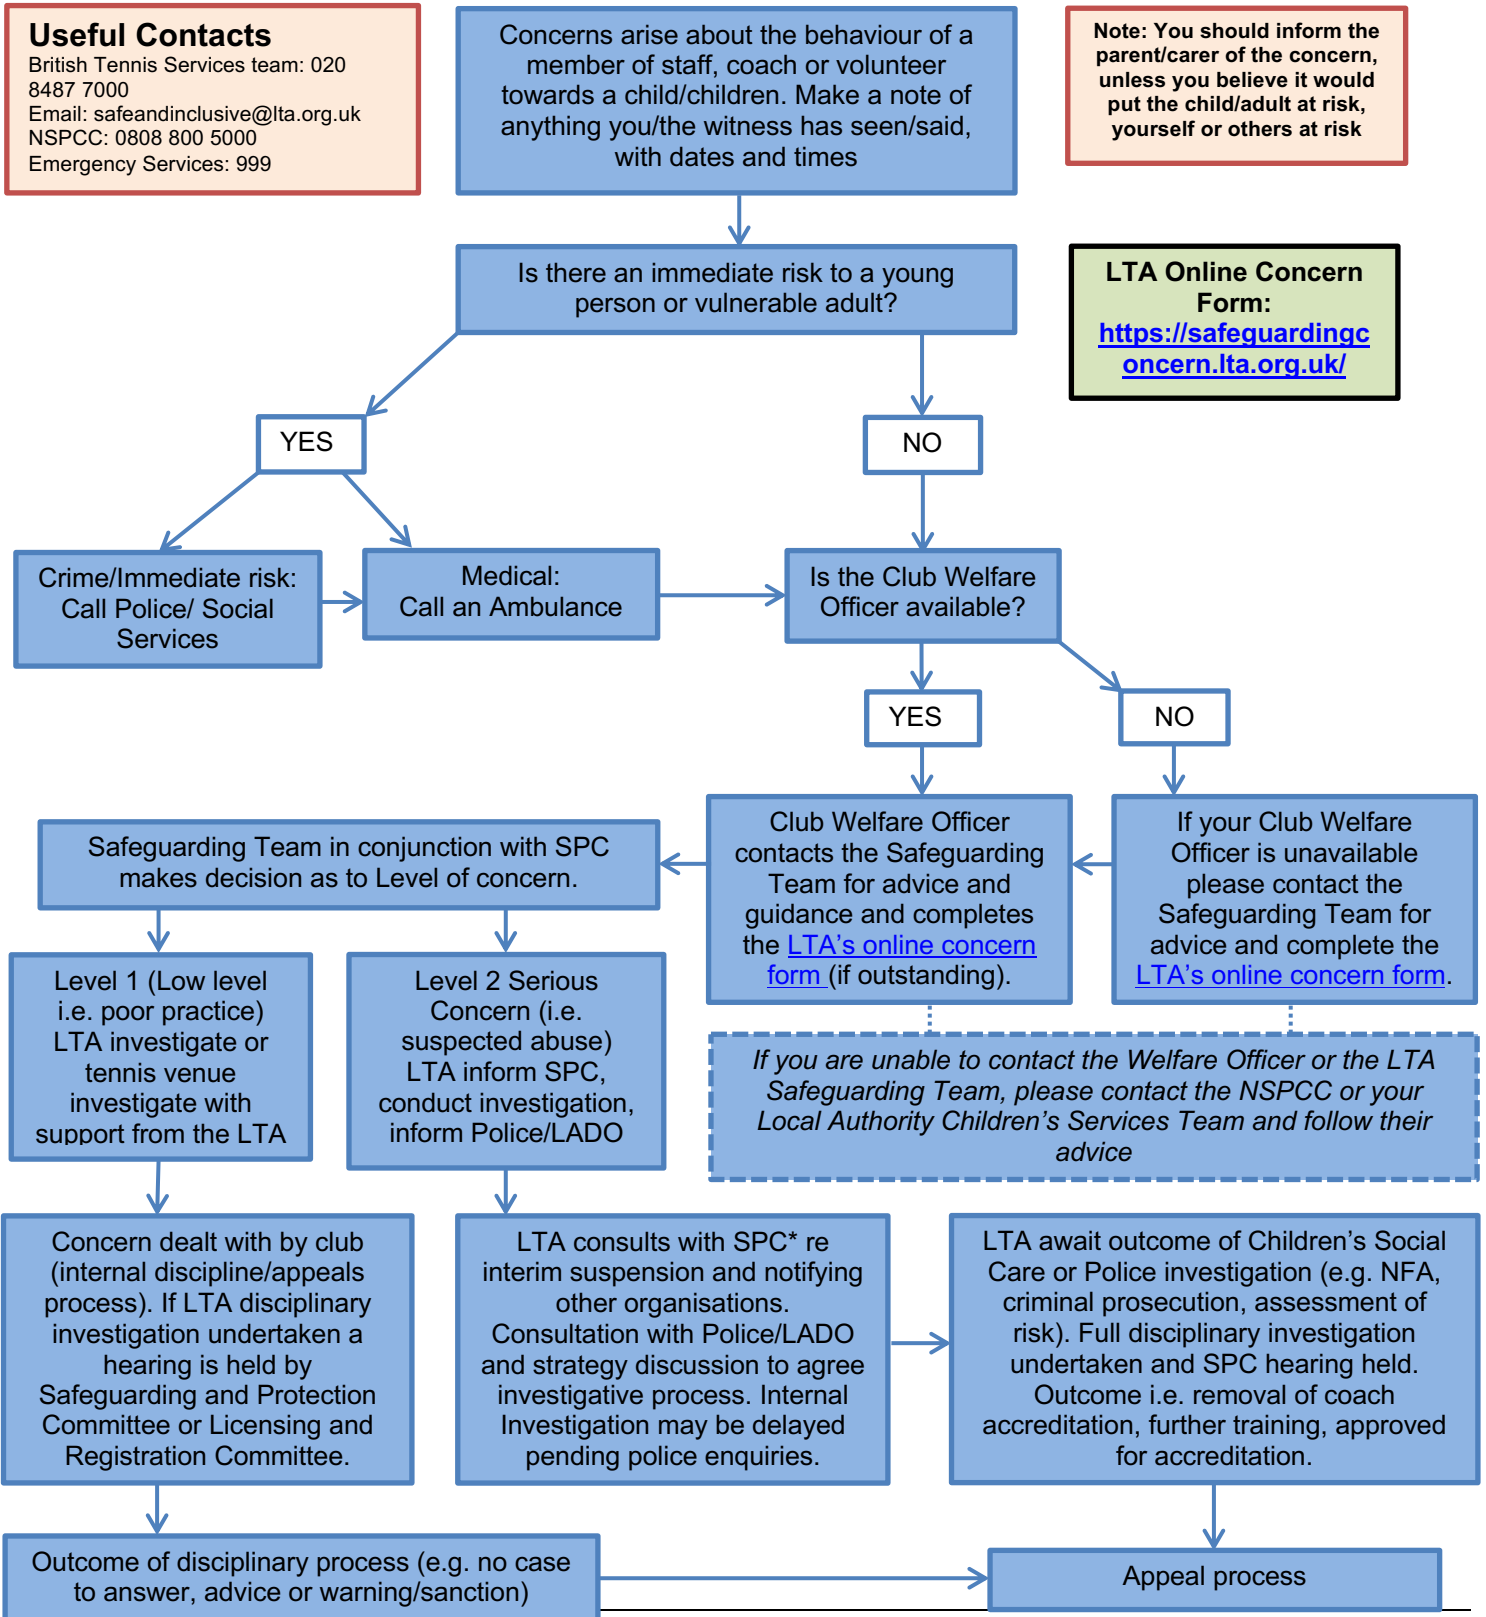 Useful Contacts
British Tennis Services team: 020
8487 7000
Email: safeandinclusive@lta.org.uk
NSPCC: 0808 800 5000
Emergency Services: 999
Concerns arise about the behaviour of a
member of staff, coach or volunteer
towards a child/children. Make a note of
anything you/the witness has seen/said,
with dates and times
Note: You should inform the
parent/carer of the concern,
unless you believe it would
put the child/adult at risk,
yourself or others at risk
Is there an immediate risk to a young
person or vulnerable adult?
LTA Online Concern
Form:
https://safeguardingc
oncern.lta.org.uk/
YES
NO
Crime/Immediate risk:
Call Police/ Social
Services
Medical:
Call an Ambulance
Is the Club Welfare
Officer available?
YES
NO
Safeguarding Team in conjunction with SPC
makes decision as to Level of concern.
Club Welfare Officer
contacts the Safeguarding
Team for advice and
guidance and completes
the LTA's online concern
form (if outstanding).
If your Club Welfare
Officer is unavailable
please contact the
Safeguarding Team for
advice and complete the
LTA's online concern form.
Level 1 (Low level
i.e. poor practice)
LTA investigate or
tennis venue
investigate with
support from the LTA
Level 2 Serious
Concern (i.e.
suspected abuse)
LTA inform SPC,
conduct investigation,
inform Police/LADO
If you are unable to contact the Welfare Officer or the LTA
Safeguarding Team, please contact the NSPCC or your
Local Authority Children's Services Team and follow their
advice
Concern dealt with by club
(internal discipline/appeals
process). If LTA disciplinary
investigation undertaken a
hearing is held by
Safeguarding and Protection
Committee or Licensing and
Registration Committee.
LTA consults with SPC* re
interim suspension and notifying
other organisations.
Consultation with Police/LADO
and strategy discussion to agree
investigative process. Internal
Investigation may be delayed
pending police enquiries.
LTA await outcome of Children's Social
Care or Police investigation (e.g. NFA,
criminal prosecution, assessment of
risk). Full disciplinary investigation
undertaken and SPC hearing held.
Outcome i.e. removal of coach
accreditation, further training, approved
for accreditation.
Outcome of disciplinary process (e.g. no case
to answer, advice or warning/sanction)
Appeal process